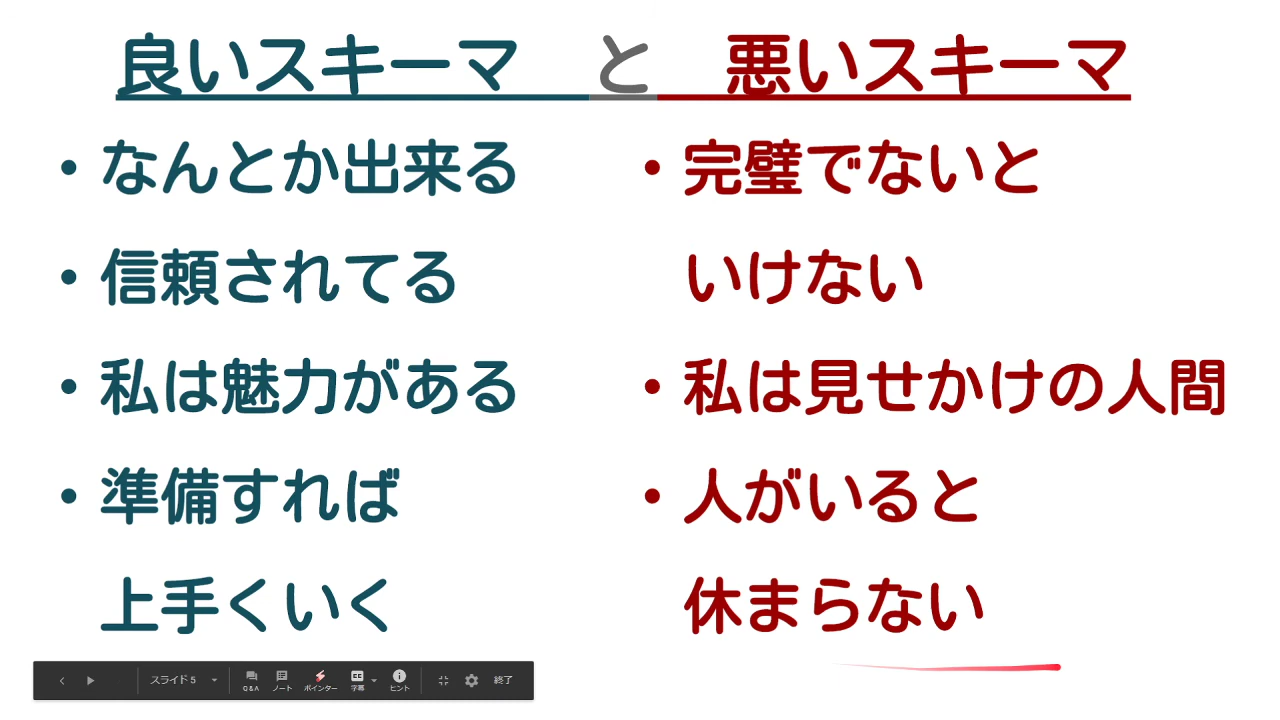 良いスキーマ　と　悪いスキーマ
・なんとか出来る
・信頼されてる
・私は魅力がある
・準備すれば
上手くいく
・完璧でないと
いけない
・私は見せかけの人間
・人がいると
休まらない
スライド 5
Q&A
ノート
ポインター
字幕
ヒント
終了